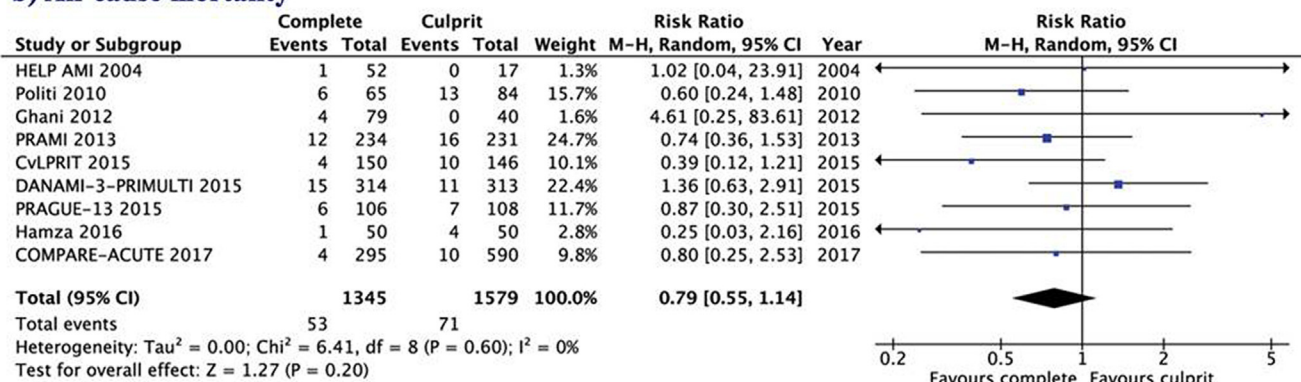 b) All-cause mortality
Complete Culprit Risk Ratio Risk Ratio
Study or Subgroup Events Total Events Total Weight M-H, Random, 95% CI Year M-H, Random, 95% CI
HELP AMI 2004 1 52 0 17 1.3% 1.02 [0.04, 23.91] 2004
Politi 2010 6 65 13 84 15.7% 0.60 [0.24, 1.48] 2010
Ghani 2012 4 79 0 40 1.6% 4.61 [0.25, 83.61] 2012
PRAMI 2013 12 234 16 231 24.7% 0.74 [0.36, 1.53] 2013
CvLPRIT 2015 4 150 10 146 10.1% 0.39 [0.12, 1.21] 2015
DANAMI-3-PRIMULTI 2015 15 314 11 313 22.4% 1.36 [0.63, 2.91] 2015
PRAGUE-13 2015 6 106 7 108 11.7% 0.87 [0.30, 2.51] 2015
Hamza 2016 1 50 4 50 2.8% 0.25 [0.03, 2.16] 2016
COMPARE-ACUTE 2017 4 295 10 590 9.8% 0.80 [0.25, 2.53] 2017
Total (95% CI) 1345 1579 100.0% 0.79 [0.55, 1.14]
Total events 53 71
Heterogeneity: Tau² = 0.00; Chi² = 6.41, df = 8 (P = 0.60); I² = 0%
Test for overall effect: Z = 1.27 (P = 0.20)
0.2 0.5 1 2 5
Favours complete Favours culprit